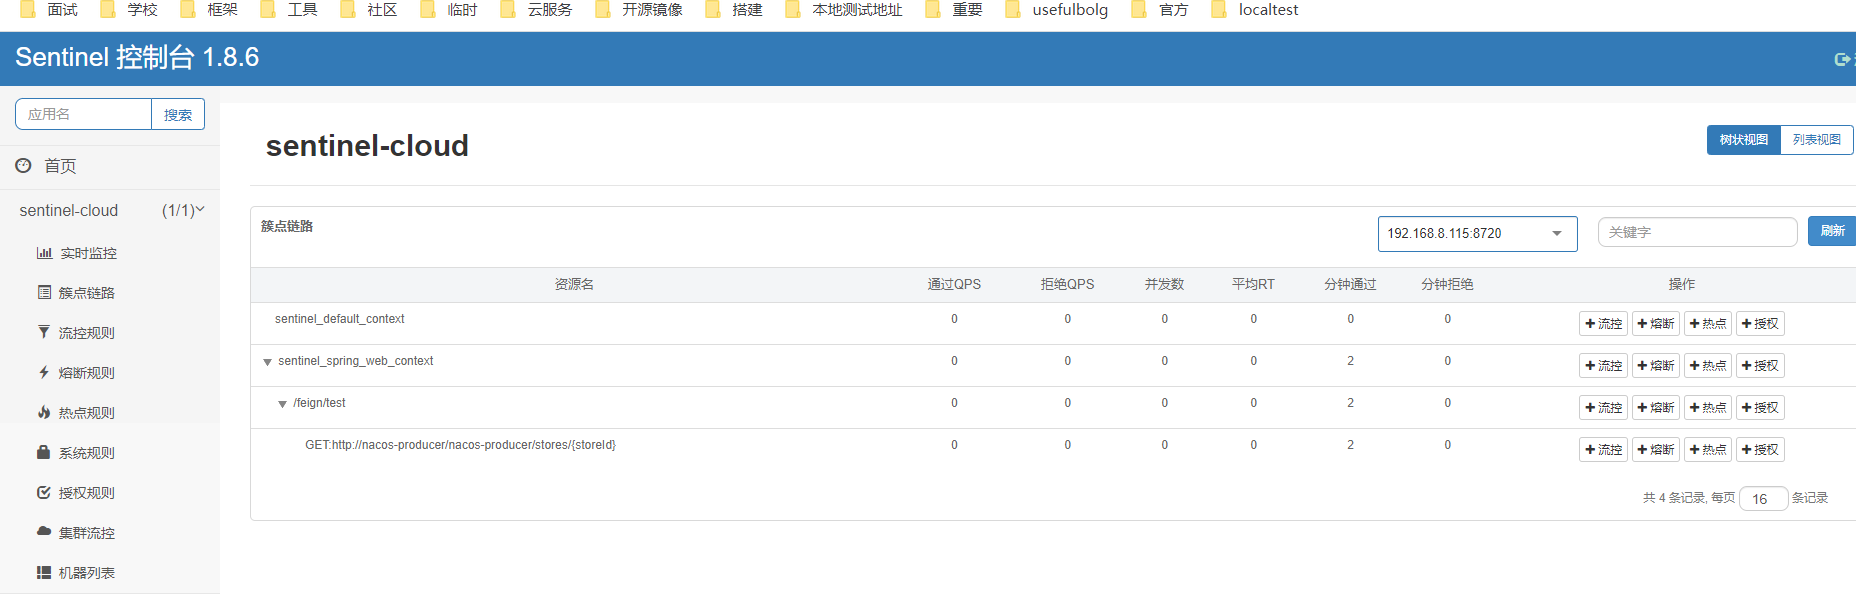 面试 学校 框架 工具 社区 临时 云服务 开源镜像 搭建 本地测试地址 重要 usefulbolg 官方 localtest
Sentinel 控制台 1.8.6
应用名 搜索
首页
sentinel-cloud (1/1)
实时监控
簇点链路
流控规则
熔断规则
热点规则
系统规则
授权规则
集群流控
机器列表
sentinel-cloud 树状视图 列表视图
簇点链路 192.168.8.115:8720 关键字 刷新
资源名 通过QPS 拒绝QPS 并发数 平均RT 分钟通过 分钟拒绝 操作
sentinel_default_context 0 0 0 0 0 0 +流控 +熔断 +热点 +授权
sentinel_spring_web_context 0 0 0 0 2 0 +流控 +熔断 +热点 +授权
/feign/test 0 0 0 0 2 0 +流控 +熔断 +热点 +授权
GET:http://nacos-producer/nacos-producer/stores/{storeId} 0 0 0 0 2 0 +流控 +熔断 +热点 +授权
共 4 条记录, 每页 16 条记录